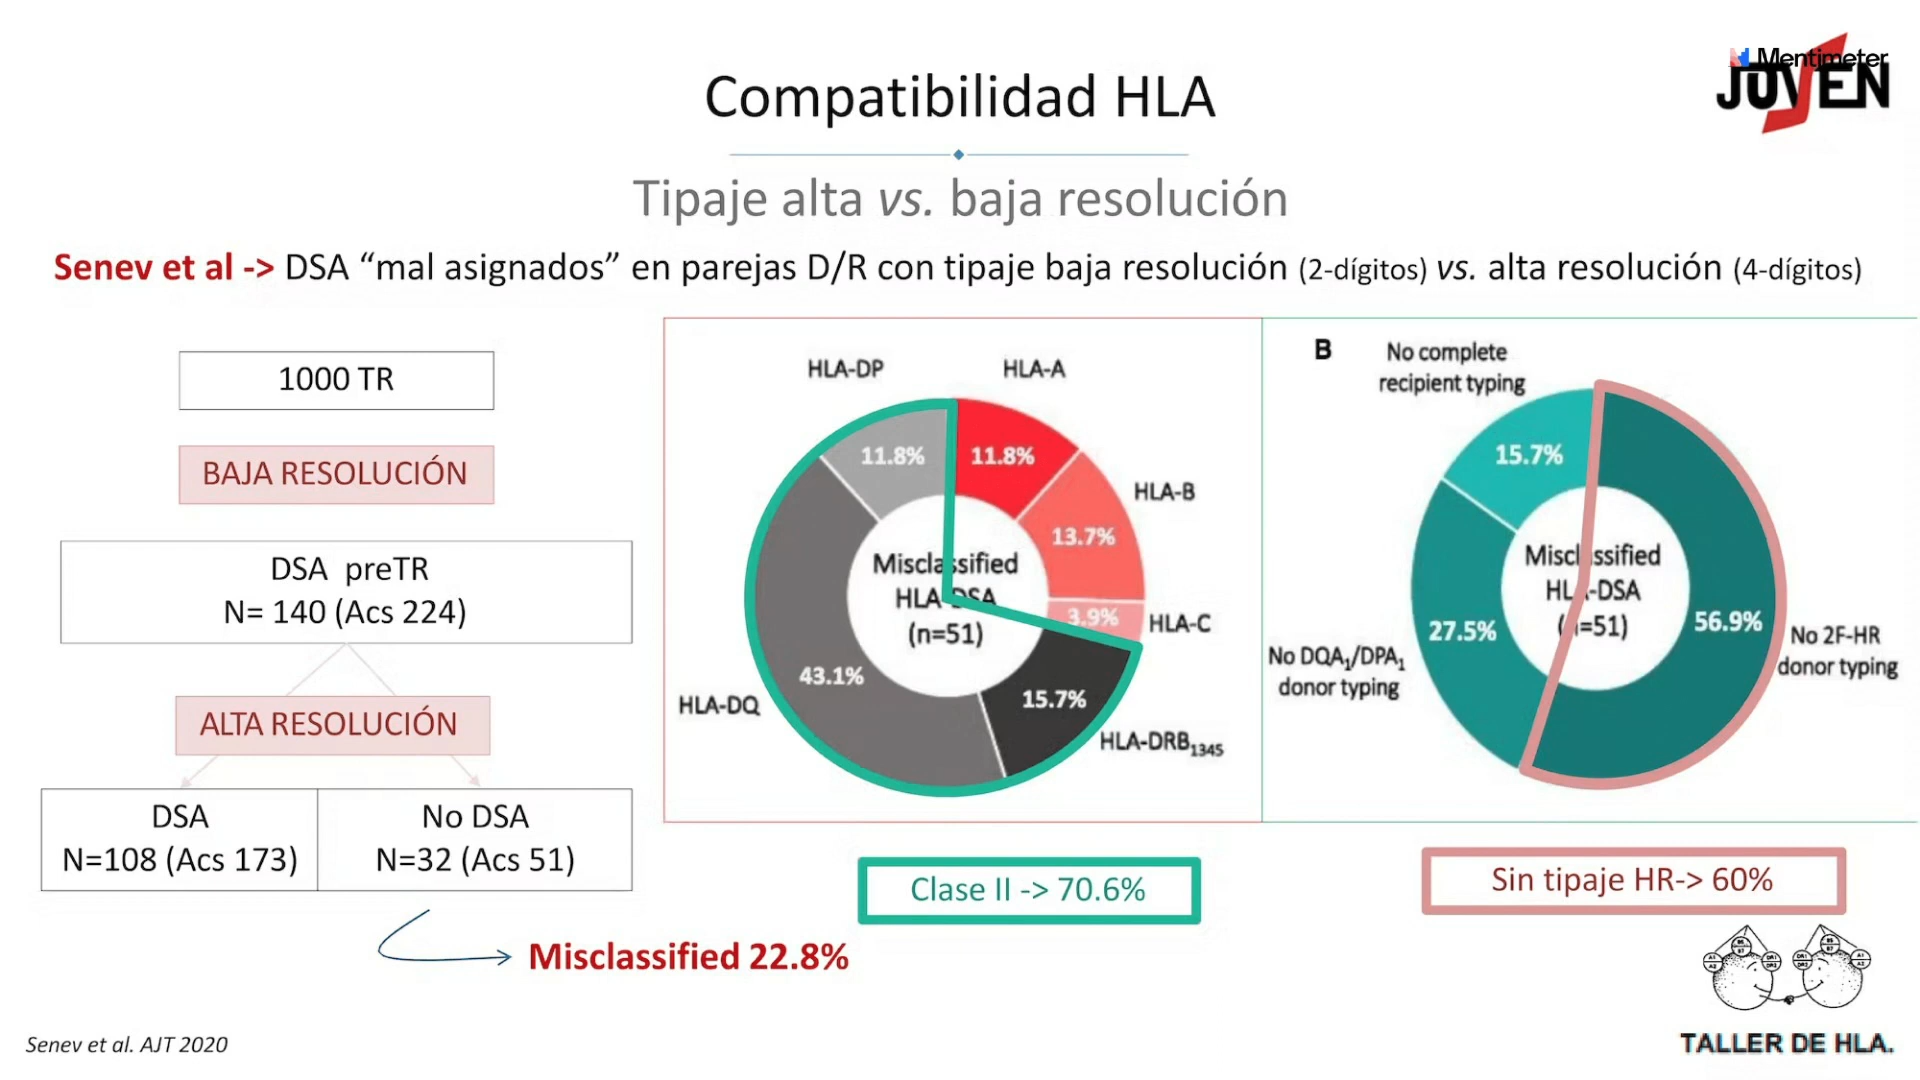 Mentimeter
JOVEN
Compatibilidad HLA
Tipaje alta vs. baja resolución
Senev et al -> DSA “mal asignados” en parejas D/R con tipaje baja resolución (2-dígitos) vs. alta resolución (4-dígitos)
1000 TR
BAJA RESOLUCIÓN
DSA preTR
N= 140 (Acs 224)
ALTA RESOLUCIÓN
DSA
N=108 (Acs 173)
No DSA
N=32 (Acs 51)
Misclassified 22.8%
HLA-DP
HLA-A
11.8%
11.8%
HLA-B
13.7%
Misclassified
HLA-DSA
(n=51)
3.9%
HLA-C
43.1%
HLA-DQ
15.7%
HLA-DRB1345
Clase II -> 70.6%
B
No complete
recipient typing
15.7%
Misclassified
HLA-DSA
(n=51)
27.5%
56.9%
No DQA1/DPA1
donor typing
No 2F-HR
donor typing
Sin tipaje HR-> 60%
TALLER DE HLA.
Senev et al. AJT 2020